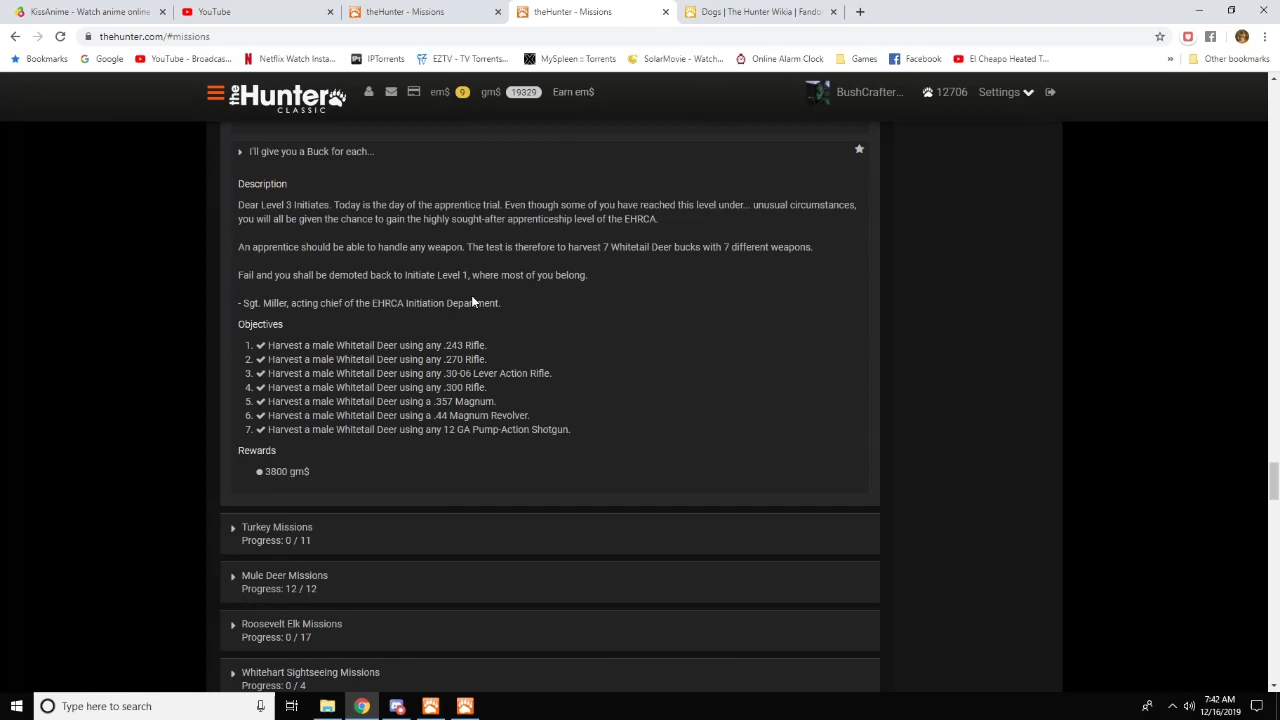 KissAnime - Watch anime online
YouTube
theHunter - Missions
theHunter - Missions
Dogs | The Hunter Wikia | Fandom
thehunter.com/#missions
Bookmarks
Google
YouTube - Broadcas...
Netflix Watch Insta...
IPTorrents
EZTV - TV Torrents...
MySpleen :: Torrents
SolarMovie - Watch...
Online Alarm Clock
Games
Facebook
El Cheapo Heated T...
»
Other bookmarks
theHunter CLASSIC
em$ 9
gm$ 19329
Earn em$
BushCrafter...
12706
Settings
I'll give you a Buck for each...
Description
Dear Level 3 Initiates. Today is the day of the apprentice trial. Even though some of you have reached this level under... unusual circumstances,
you will all be given the chance to gain the highly sought-after apprenticeship level of the EHRCA.
An apprentice should be able to handle any weapon. The test is therefore to harvest 7 Whitetail Deer bucks with 7 different weapons.
Fail and you shall be demoted back to Initiate Level 1, where most of you belong.
- Sgt. Miller, acting chief of the EHRCA Initiation Department.
Objectives
1. ✓ Harvest a male Whitetail Deer using any .243 Rifle.
2. ✓ Harvest a male Whitetail Deer using any .270 Rifle.
3. ✓ Harvest a male Whitetail Deer using any .30-06 Lever Action Rifle.
4. ✓ Harvest a male Whitetail Deer using any .300 Rifle.
5. ✓ Harvest a male Whitetail Deer using a .357 Magnum.
6. ✓ Harvest a male Whitetail Deer using a .44 Magnum Revolver.
7. ✓ Harvest a male Whitetail Deer using any 12 GA Pump-Action Shotgun.
Rewards
3800 gm$
Turkey Missions
Progress: 0 / 11
Mule Deer Missions
Progress: 12 / 12
Roosevelt Elk Missions
Progress: 0 / 17
Whitehart Sightseeing Missions
Progress: 0 / 4
Type here to search
7:42 AM
12/16/2019